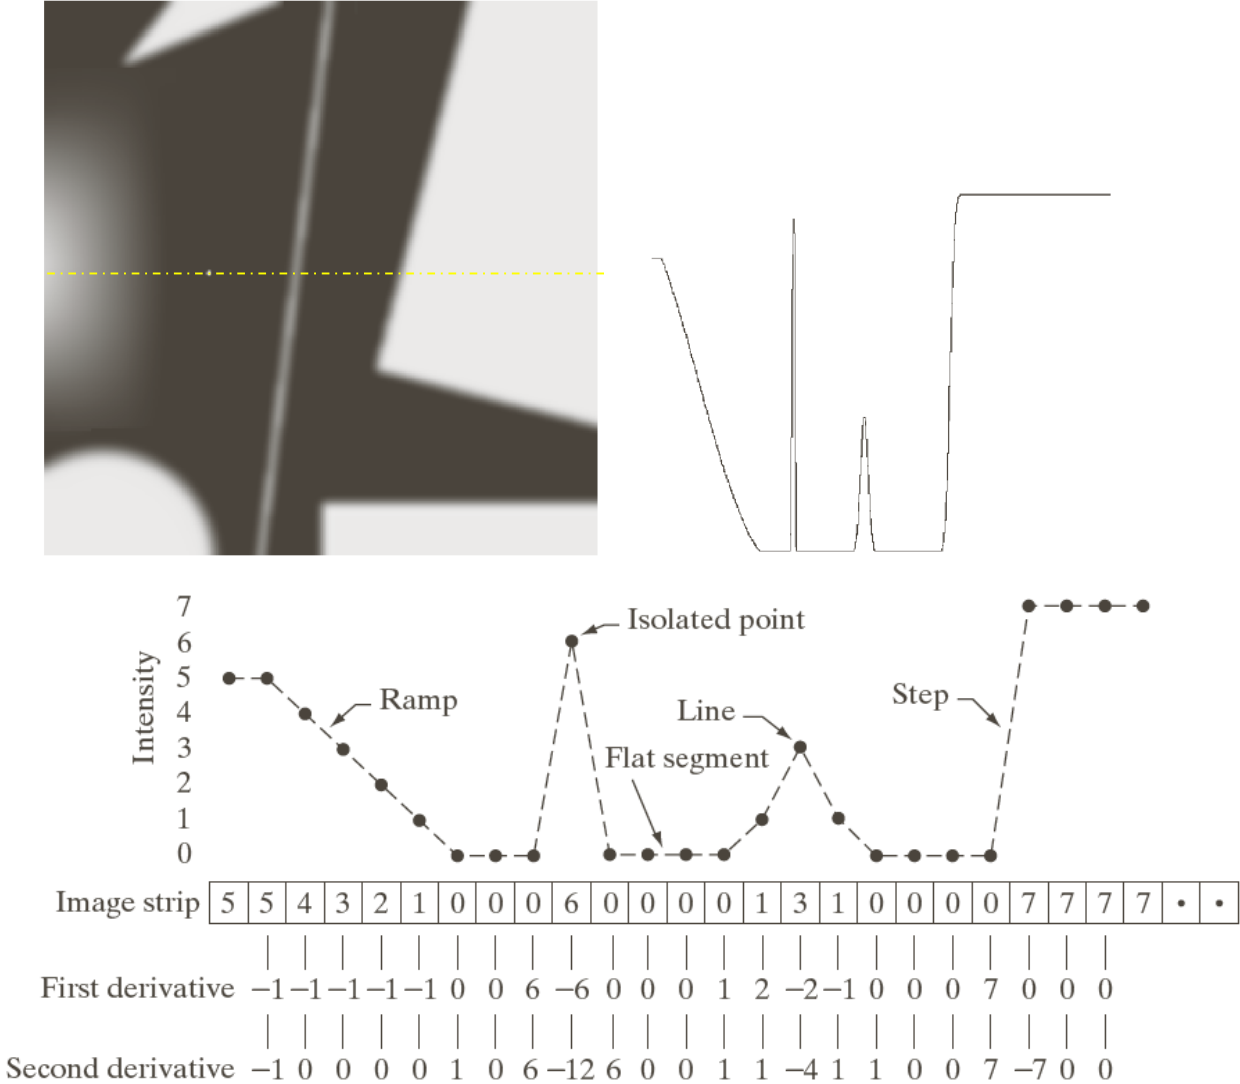 7
6
5
4
3
2
1
0
Intensity
Isolated point
Ramp
Line
Step
Flat segment
Image strip 5 5 4 3 2 1 0 0 0 6 0 0 0 0 1 3 1 0 0 0 0 7 7 7 7 • •
First derivative −1 −1 −1 −1 −1 0 0 6 −6 0 0 0 1 2 −2 −1 0 0 0 7 0 0 0
Second derivative −1 0 0 0 0 1 0 6 −12 6 0 0 1 1 −4 1 1 0 0 7 −7 0 0